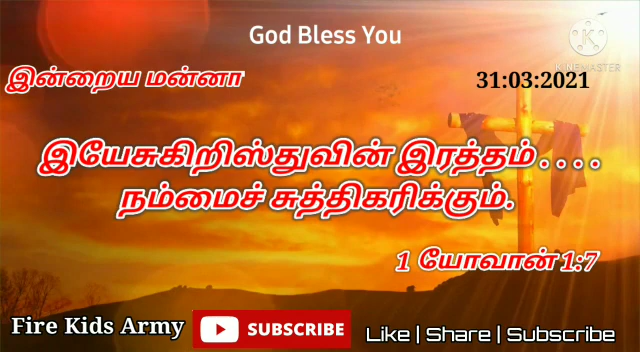 God Bless You
KINEMASTER
இன்றைய மன்னா
31:03:2021
இயேசுகிறிஸ்துவின் இரத்தம் . . . .
நம்மைச் சுத்திகரிக்கும்.
1 யோவான் 1:7
Fire Kids Army
SUBSCRIBE
Like | Share | Subscribe